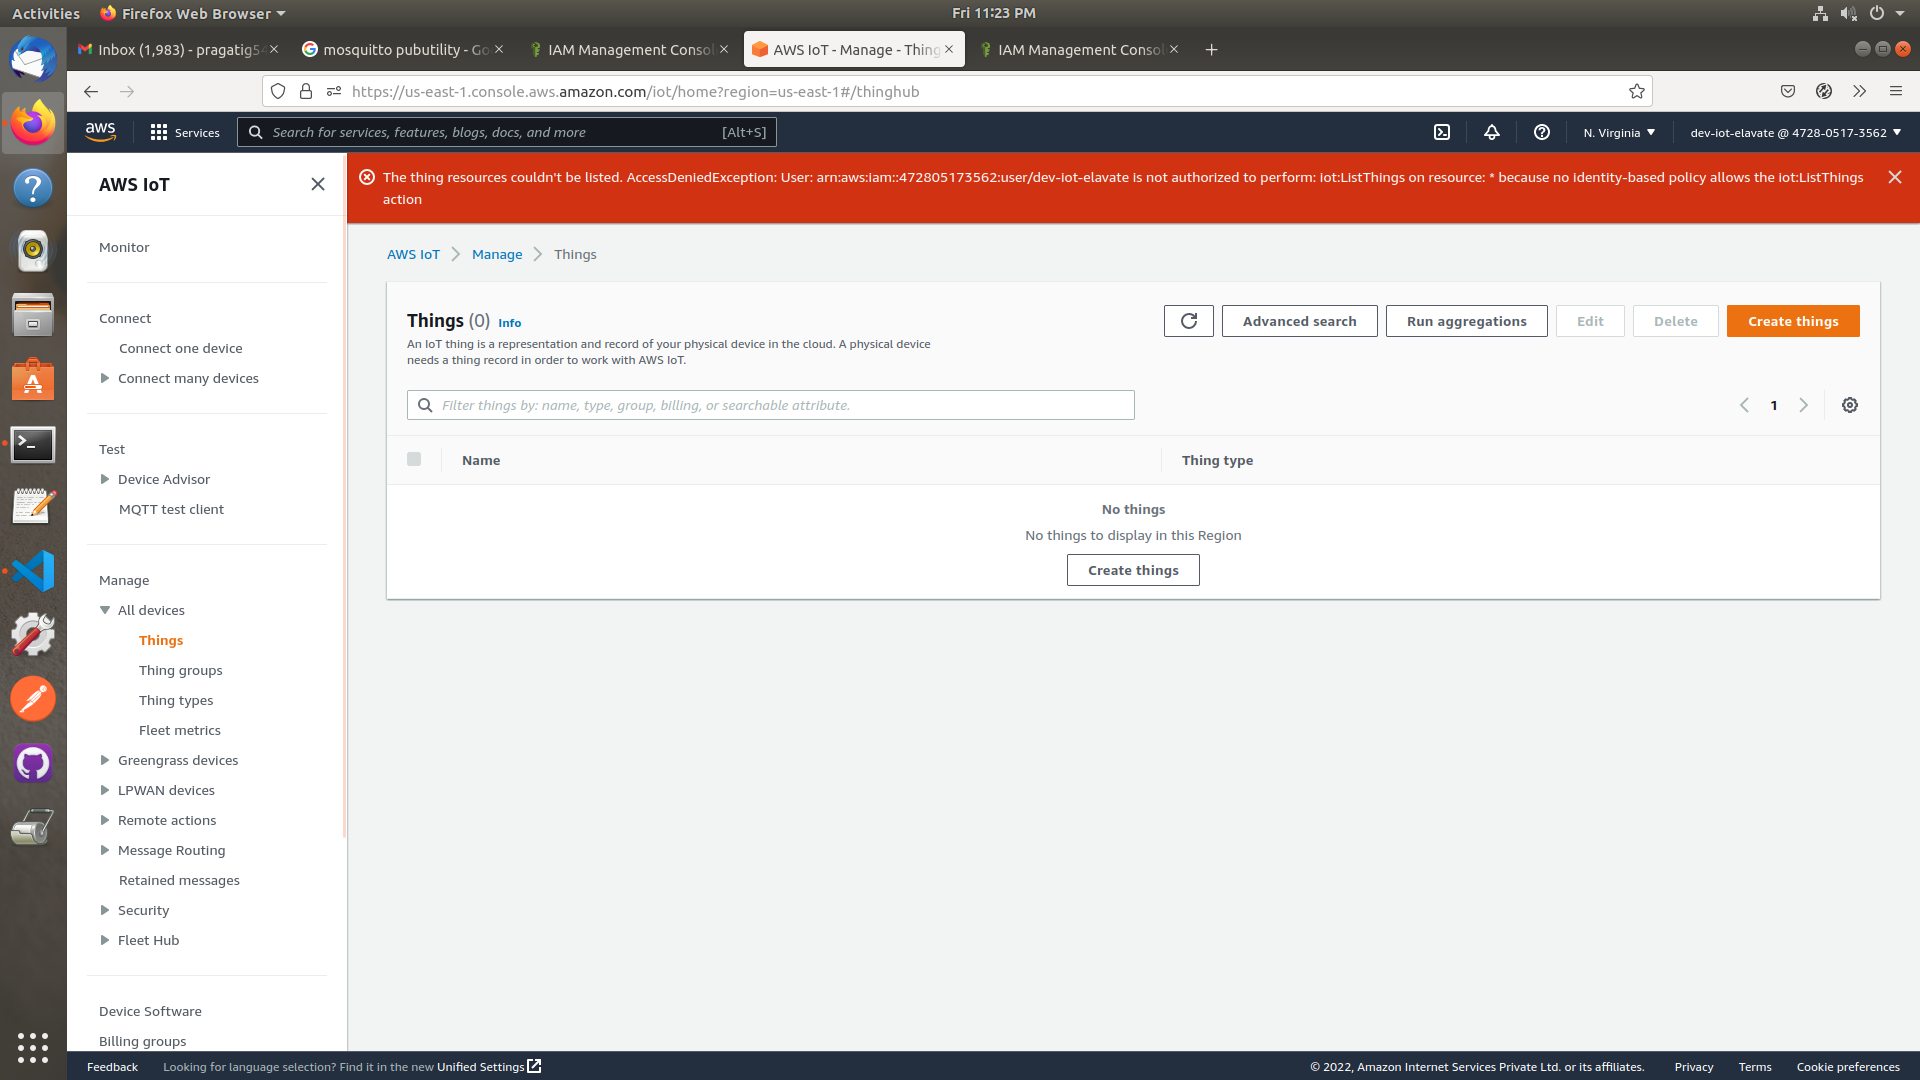 Activities
Firefox Web Browser
Fri 11:23 PM
Inbox (1,983) - pragatig54
mosquitto pubutility - Go
IAM Management Consol
AWS IoT - Manage - Thing
IAM Management Consol
https://us-east-1.console.aws.amazon.com/iot/home?region=us-east-1#/thinghub
aws
Services
Search for services, features, blogs, docs, and more
[Alt+S]
N. Virginia
dev-iot-elavate @ 4728-0517-3562
AWS IoT
Monitor
Connect
Connect one device
Connect many devices
Test
Device Advisor
MQTT test client
Manage
All devices
Things
Thing groups
Thing types
Fleet metrics
Greengrass devices
LPWAN devices
Remote actions
Message Routing
Retained messages
Security
Fleet Hub
Device Software
Billing groups
The thing resources couldn't be listed. AccessDeniedException: User: arn:aws:iam::472805173562:user/dev-iot-elavate is not authorized to perform: iot:ListThings on resource: * because no identity-based policy allows the iot:ListThings
action
AWS IoT
Manage
Things
Things (0) Info
An IoT thing is a representation and record of your physical device in the cloud. A physical device
needs a thing record in order to work with AWS IoT.
Advanced search
Run aggregations
Edit
Delete
Create things
Filter things by: name, type, group, billing, or searchable attribute.
1
Name
Thing type
No things
No things to display in this Region
Create things
Feedback
Looking for language selection? Find it in the new Unified Settings
© 2022, Amazon Internet Services Private Ltd. or its affiliates.
Privacy
Terms
Cookie preferences